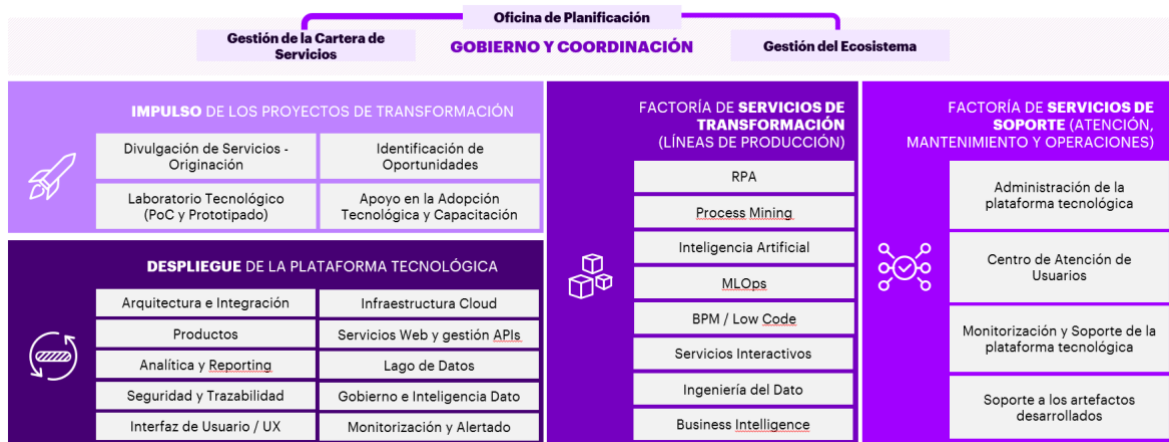 Oficina de Planificación
Gestión de la Cartera de
Servicios
GOBIERNO Y COORDINACIÓN
Gestión del Ecosistema
IMPULSO DE LOS PROYECTOS DE TRANSFORMACIÓN
Divulgación de Servicios -
Originación
Identificación de
Oportunidades
Laboratorio Tecnológico
(PoC y Prototipado)
Apoyo en la Adopción
Tecnológica y Capacitación
DESPLIEGUE DE LA PLATAFORMA TECNOLÓGICA
Arquitectura e Integración
Infraestructura Cloud
Productos
Servicios Web y gestión APIs
Analítica y Reporting
Lago de Datos
Seguridad y Trazabilidad
Gobierno e Inteligencia Dato
Interfaz de Usuario / UX
Monitorización y Alertado
FACTORÍA DE SERVICIOS DE
TRANSFORMACIÓN
(LÍNEAS DE PRODUCCIÓN)
RPA
Process Mining
Inteligencia Artificial
MLOps
BPM / Low Code
Servicios Interactivos
Ingeniería del Dato
Business Intelligence
FACTORÍA DE SERVICIOS DE
SOPORTE (ATENCIÓN,
MANTENIMIENTO Y OPERACIONES)
Administración de la
plataforma tecnológica
Centro de Atención de
Usuarios
Monitorización y Soporte de la
plataforma tecnológica
Soporte a los artefactos
desarrollados